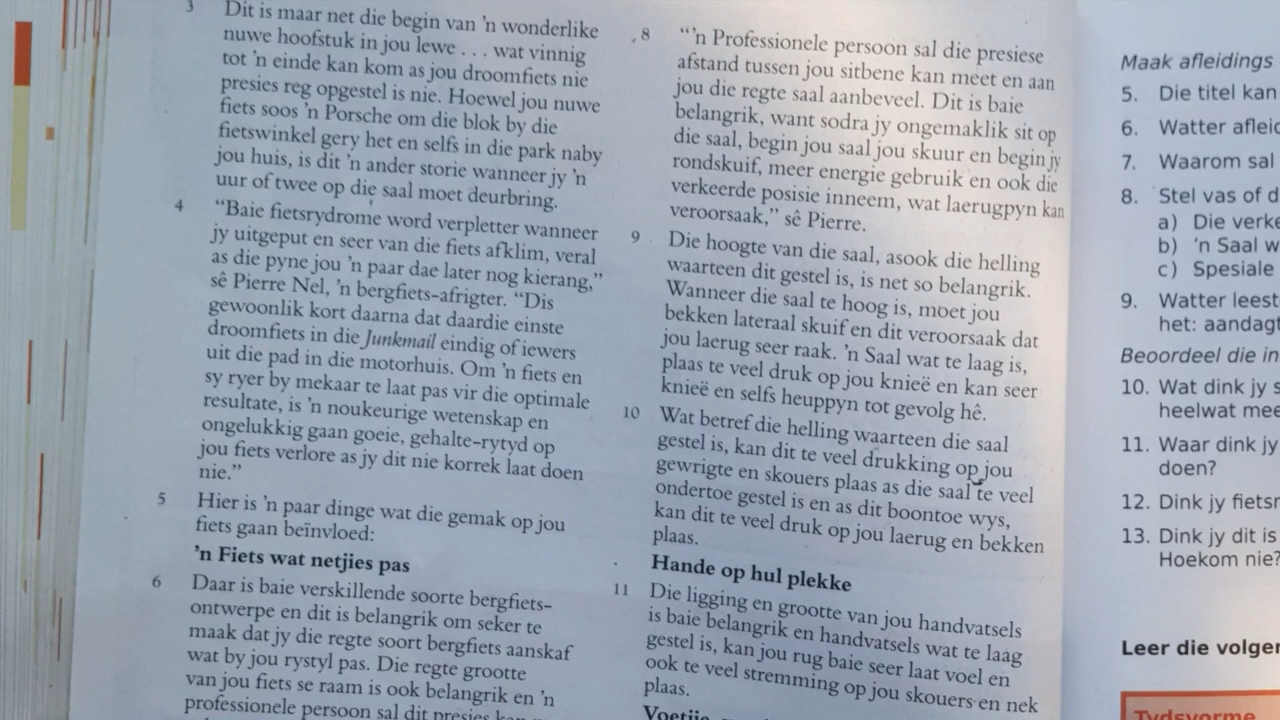 3 Dit is maar net die begin van 'n wonderlike
nuwe hoofstuk in jou lewe . . . wat vinnig
tot 'n einde kan kom as jou droomfiets nie
presies reg opgestel is nie. Hoewel jou nuwe
fiets soos 'n Porsche om die blok by die
fietswinkel gery het en selfs in die park naby
jou huis, is dit 'n ander storie wanneer jy 'n
uur of twee op die saal moet deurbring.
4 “Baie fietsrydrome word verpletter wanneer
jy uitgeput en seer van die fiets afklim, veral
as die pyne jou 'n paar dae later nog kierang,”
sê Pierre Nel, 'n bergfiets-afrigter. “Dis
gewoonlik kort daarna dat daardie einste
droomfiets in die Junkmail eindig of iewers
uit die pad in die motorhuis. Om 'n fiets en
sy ryer by mekaar te laat pas vir die optimale
resultate, is 'n noukeurige wetenskap en
ongelukkig gaan goeie, gehalte-rytyd op
jou fiets verlore as jy dit nie korrek laat doen
nie.”
5 Hier is 'n paar dinge wat die gemak op jou
fiets gaan beïnvloed:
'n Fiets wat netjies pas
6 Daar is baie verskillende soorte bergfiets-
ontwerpe en dit is belangrik om seker te
maak dat jy die regte soort bergfiets aanskaf
wat by jou rystyl pas. Die regte grootte
van jou fiets se raam is ook belangrik en 'n
professionele persoon sal dit presies
8 “'n Professionele persoon sal die presiese
afstand tussen jou sitbene kan meet en aan
jou die regte saal aanbeveel. Dit is baie
belangrik, want sodra jy ongemaklik sit op
die saal, begin jou saal jou skuur en begin jy
rondskuif, meer energie gebruik en ook die
verkeerde posisie inneem, wat laerugpyn kan
veroorsaak,” sê Pierre.
9 Die hoogte van die saal, asook die helling
waarteen dit gestel is, is net so belangrik.
Wanneer die saal te hoog is, moet jou
bekken lateraal skuif en dit veroorsaak dat
jou laerug seer raak. 'n Saal wat te laag is,
plaas te veel druk op jou knieë en kan seer
knieë en selfs heuppyn tot gevolg hê.
10 Wat betref die helling waarteen die saal
gestel is, kan dit te veel drukking op jou
gewrigte en skouers plaas as die saal te veel
ondertoe gestel is en as dit boontoe wys,
kan dit te veel druk op jou laerug en bekken
plaas.
Hande op hul plekke
11 Die ligging en grootte van jou handvatsels
is baie belangrik en handvatsels wat te laag
gestel is, kan jou rug baie seer laat voel en
ook te veel stremming op jou skouers en nek
plaas.
Maak afleidings
5. Die titel kan
6. Watter
7. Waarom sal
8. Stel vas of
a) Die
b) 'n Saal
c) Spesiale
9. Watter
het:
Beoordeel die
10. Wat dink jy
heelwat
11. Waar dink jy
doen?
12. Dink jy
13. Dink jy dit is
Hoekom nie?
Leer die
Tydsvorme